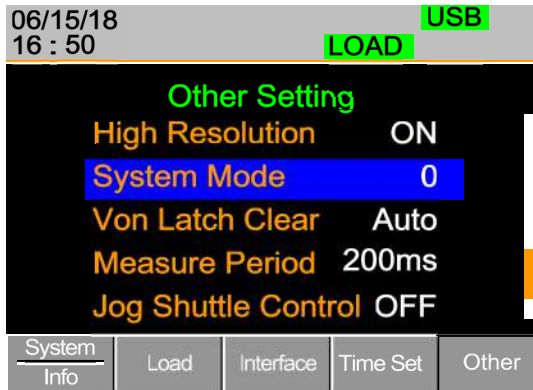 06/15/18 USB
16 : 50 LOAD
Other Setting
High Resolution ON
System Mode 0
Von Latch Clear Auto
Measure Period 200ms
Jog Shuttle Control OFF
System Info Load Interface Time Set Other